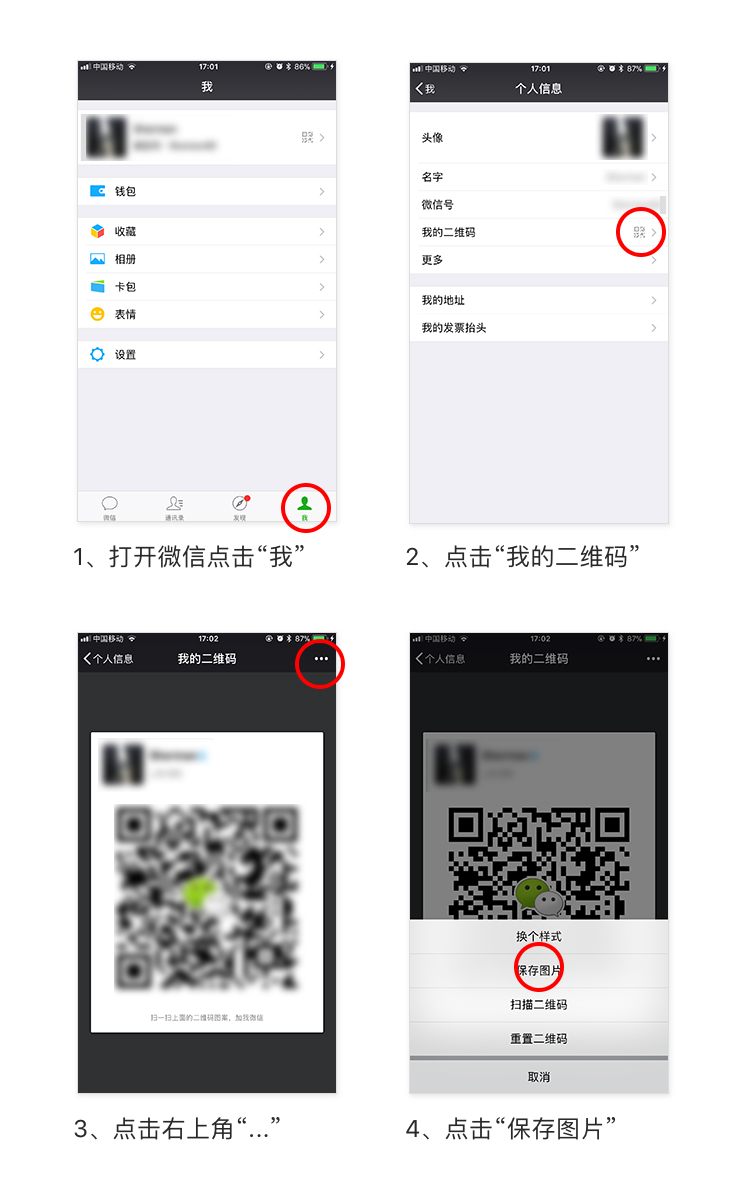 中国移动 17:01 86%
我
钱包
收藏
相册
卡包
表情
设置
微信 通讯录 发现 我
1、打开微信点击“我”
中国移动 17:01 87%
我 个人信息
头像
名字
微信号
我的二维码
更多
我的地址
我的发票抬头
2、点击“我的二维码”
中国移动 17:02 87%
个人信息 我的二维码 •••
扫一扫上面的二维码图案，加我微信
3、点击右上角“...”
中国移动 17:02 87%
个人信息 我的二维码 •••
换个样式
保存图片
扫描二维码
重置二维码
取消
4、点击“保存图片”